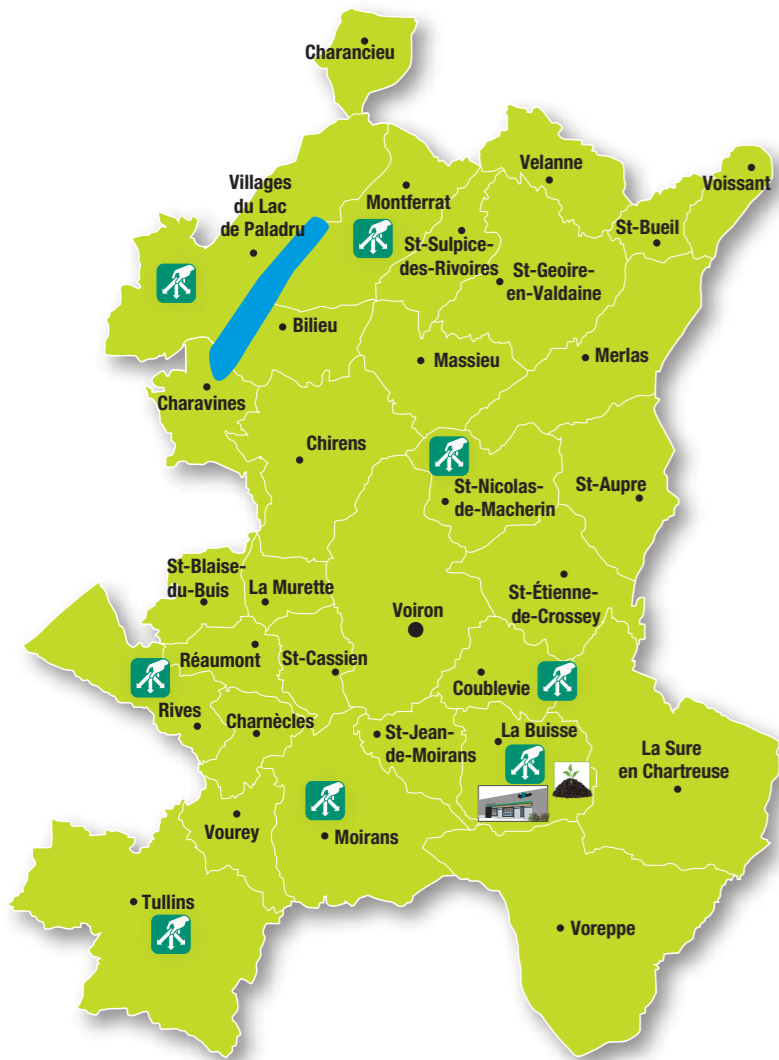 Charancieu
Velanne
Voissant
Villages
du Lac
de Paladru
Montferrat
St-Bueil
St-Sulpice-
des-Rivoires
St-Geoire-
en-Valdaine
Bilieu
Massieu
Merlas
Charavines
Chirens
St-Nicolas-
de-Macherin
St-Aupre
St-Blaise-
du-Buis
La Murette
St-Étienne-
de-Crossey
Voiron
Réaumont
St-Cassien
Coublevie
Rives
Charnècles
St-Jean-
de-Moirans
La Buisse
La Sure
en Chartreuse
Vourey
Moirans
Tullins
Voreppe